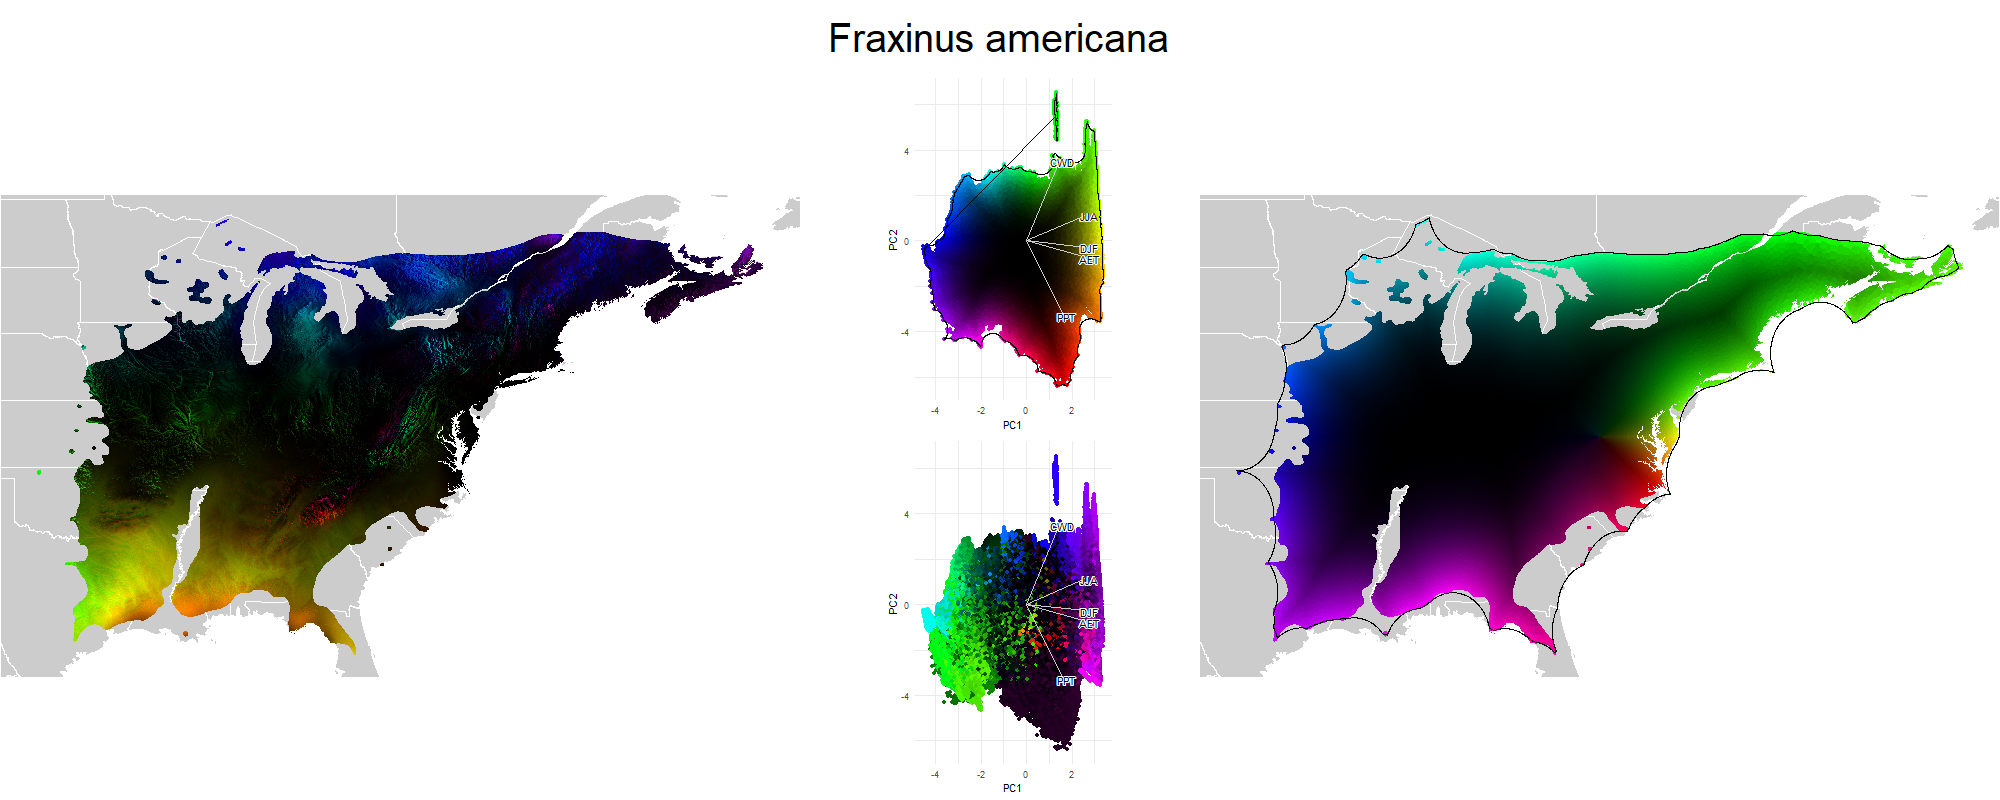 Fraxinus americana
4
0
-4
PC2
CWD
JJA
DJF
AET
PPT
-4 -2 0 2
PC1
4
0
-4
PC2
CWD
JJA
DJF
AET
PPT
-4 -2 0 2
PC1